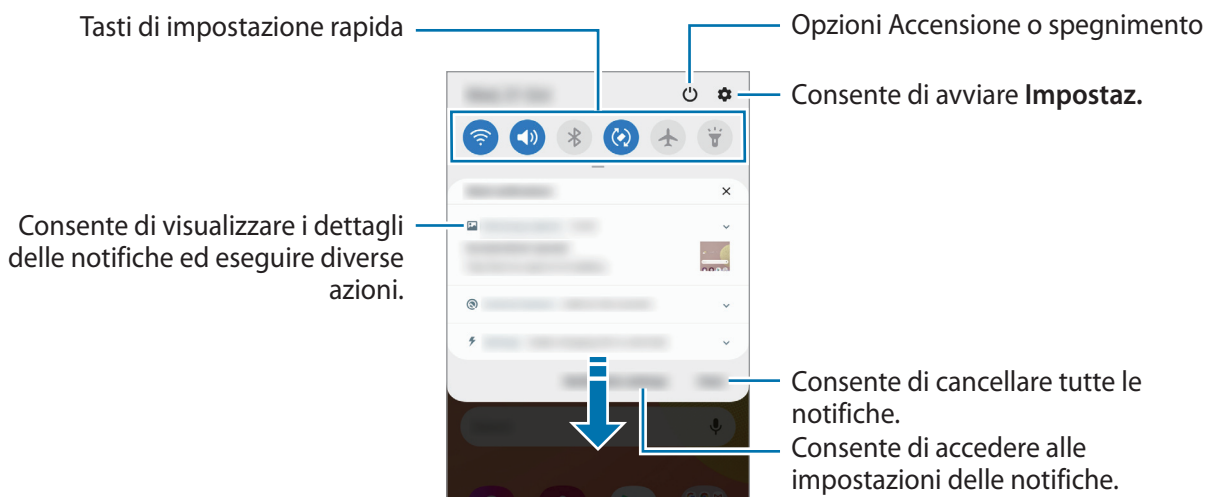 Tasti di impostazione rapida
Opzioni Accensione o spegnimento
Consente di avviare Impostaz.
Consente di visualizzare i dettagli
delle notifiche ed eseguire diverse
azioni.
Consente di cancellare tutte le
notifiche.
Consente di accedere alle
impostazioni delle notifiche.